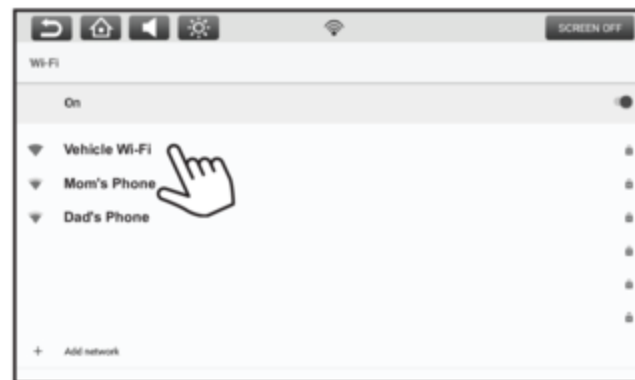 SCREEN OFF
Wi-Fi
On
Vehicle Wi-Fi
Mom's Phone
Dad's Phone
+ Add network